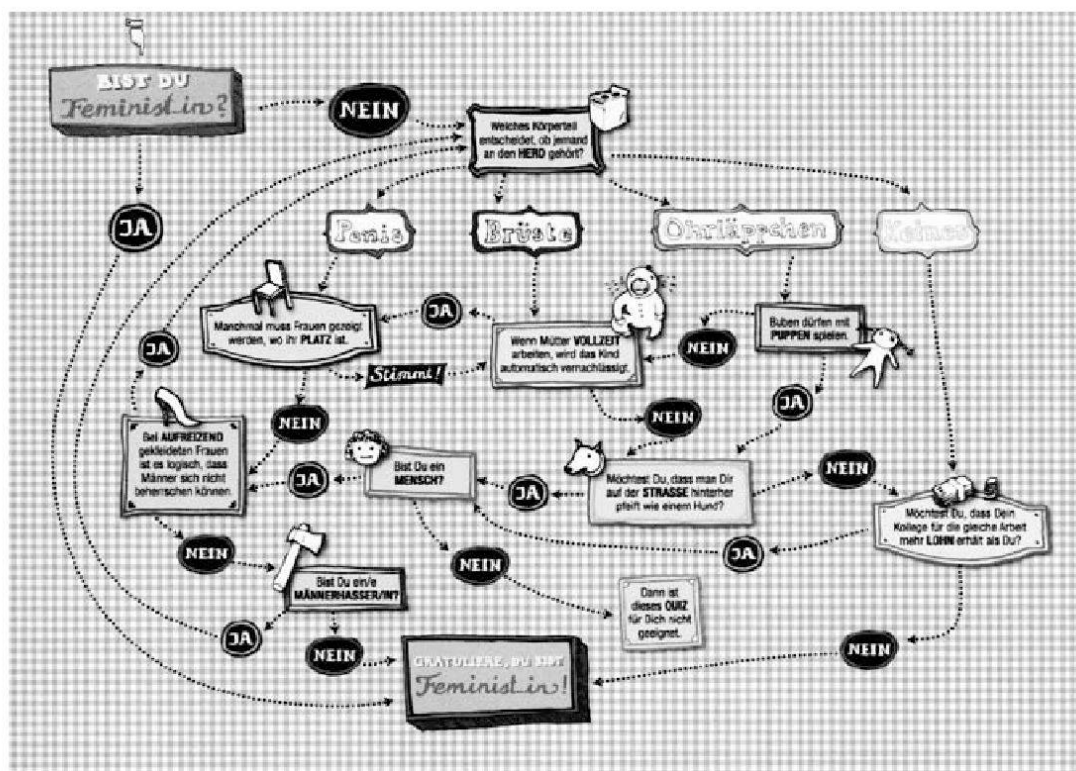 BIST DU
Feminist_in?
NEIN
Welches Körperteil
entscheidet, ob jemand
an den HERD gehört?
JA
Penis
Brüste
Ohrläppchen
Keines
Manchmal muss Frauen gezeigt
werden, wo ihr PLATZ ist.
JA
Wenn Mütter VOLLZEIT
arbeiten, wird das Kind
automatisch vernachlässigt.
NEIN
Buben dürfen mit
PUPPEN spielen.
JA
Stimmt!
NEIN
NEIN
JA
Bei AUFREIZEND
gekleideten Frauen
ist es logisch, dass
Männer sich nicht
beherrschen können.
JA
Bist Du ein
MENSCH?
JA
Möchtest Du, dass man Dir
auf der STRASSE hinterher
pfeift wie einem Hund?
NEIN
Möchtest Du, dass Dein
Kollege für die gleiche Arbeit
mehr LOHN erhält als Du?
NEIN
NEIN
JA
Bist Du ein/e
MÄNNERHASSER/IN?
Dann ist
dieses QUIZ
für Dich nicht
geeignet.
JA
NEIN
NEIN
GRATULIERE, DU BIST
Feminist_in!